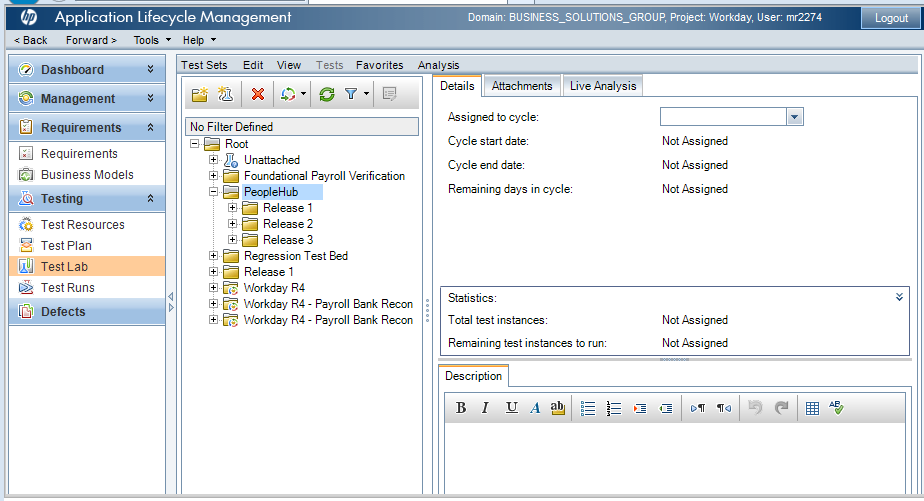 hp Application Lifecycle Management Domain: BUSINESS_SOLUTIONS_GROUP, Project: Workday, User: mr2274 Logout
< Back Forward > Tools Help
Dashboard
Management
Requirements
Requirements
Business Models
Testing
Test Resources
Test Plan
Test Lab
Test Runs
Defects
Test Sets Edit View Tests Favorites Analysis
No Filter Defined
Root
Unattached
Foundational Payroll Verification
PeopleHub
Release 1
Release 2
Release 3
Regression Test Bed
Release 1
Workday R4
Workday R4 - Payroll Bank Recon
Workday R4 - Payroll Bank Recon
Details Attachments Live Analysis
Assigned to cycle:
Cycle start date: Not Assigned
Cycle end date: Not Assigned
Remaining days in cycle: Not Assigned
Statistics:
Total test instances: Not Assigned
Remaining test instances to run: Not Assigned
Description
B I U A ab